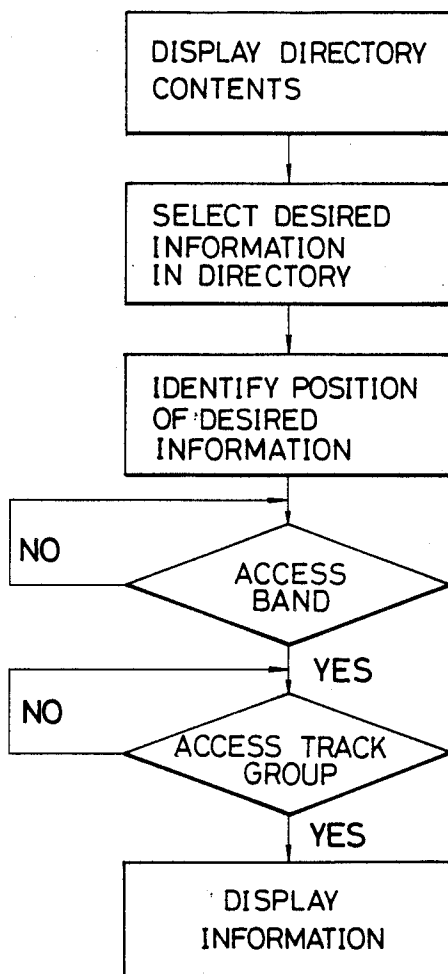 DISPLAY DIRECTORY
CONTENTS
SELECT DESIRED
INFORMATION
IN DIRECTORY
IDENTIFY POSITION
OF DESIRED
INFORMATION
NO
ACCESS
BAND
YES
NO
ACCESS TRACK
GROUP
YES
DISPLAY
INFORMATION